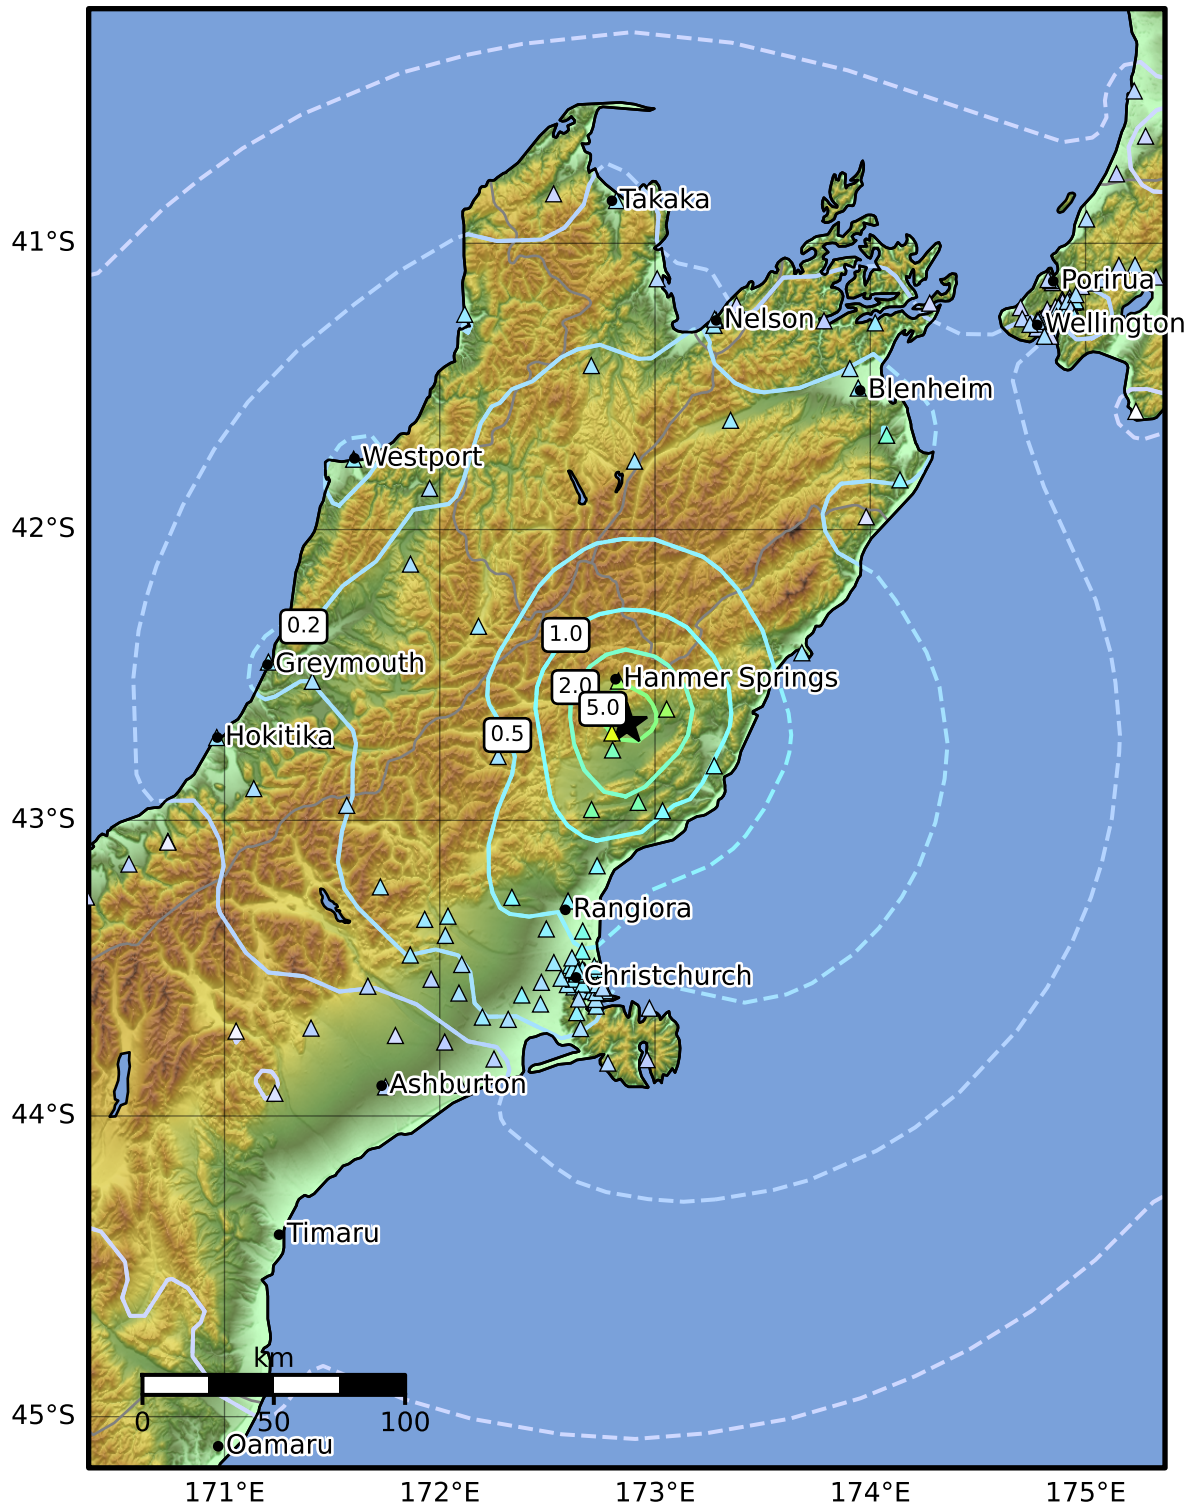 Takaka
41°S
Porirua
Nelson
Wellington
Blenheim
Westport
42°S
0.2
1.0
Greymouth
Hanmer Springs
2.0
5.0
0.5
Hokitika
43°S
Rangiora
Christchurch
Ashburton
44°S
Timaru
km
0 50 100
45°S
Oamaru
171°E 172°E 173°E 174°E 175°E